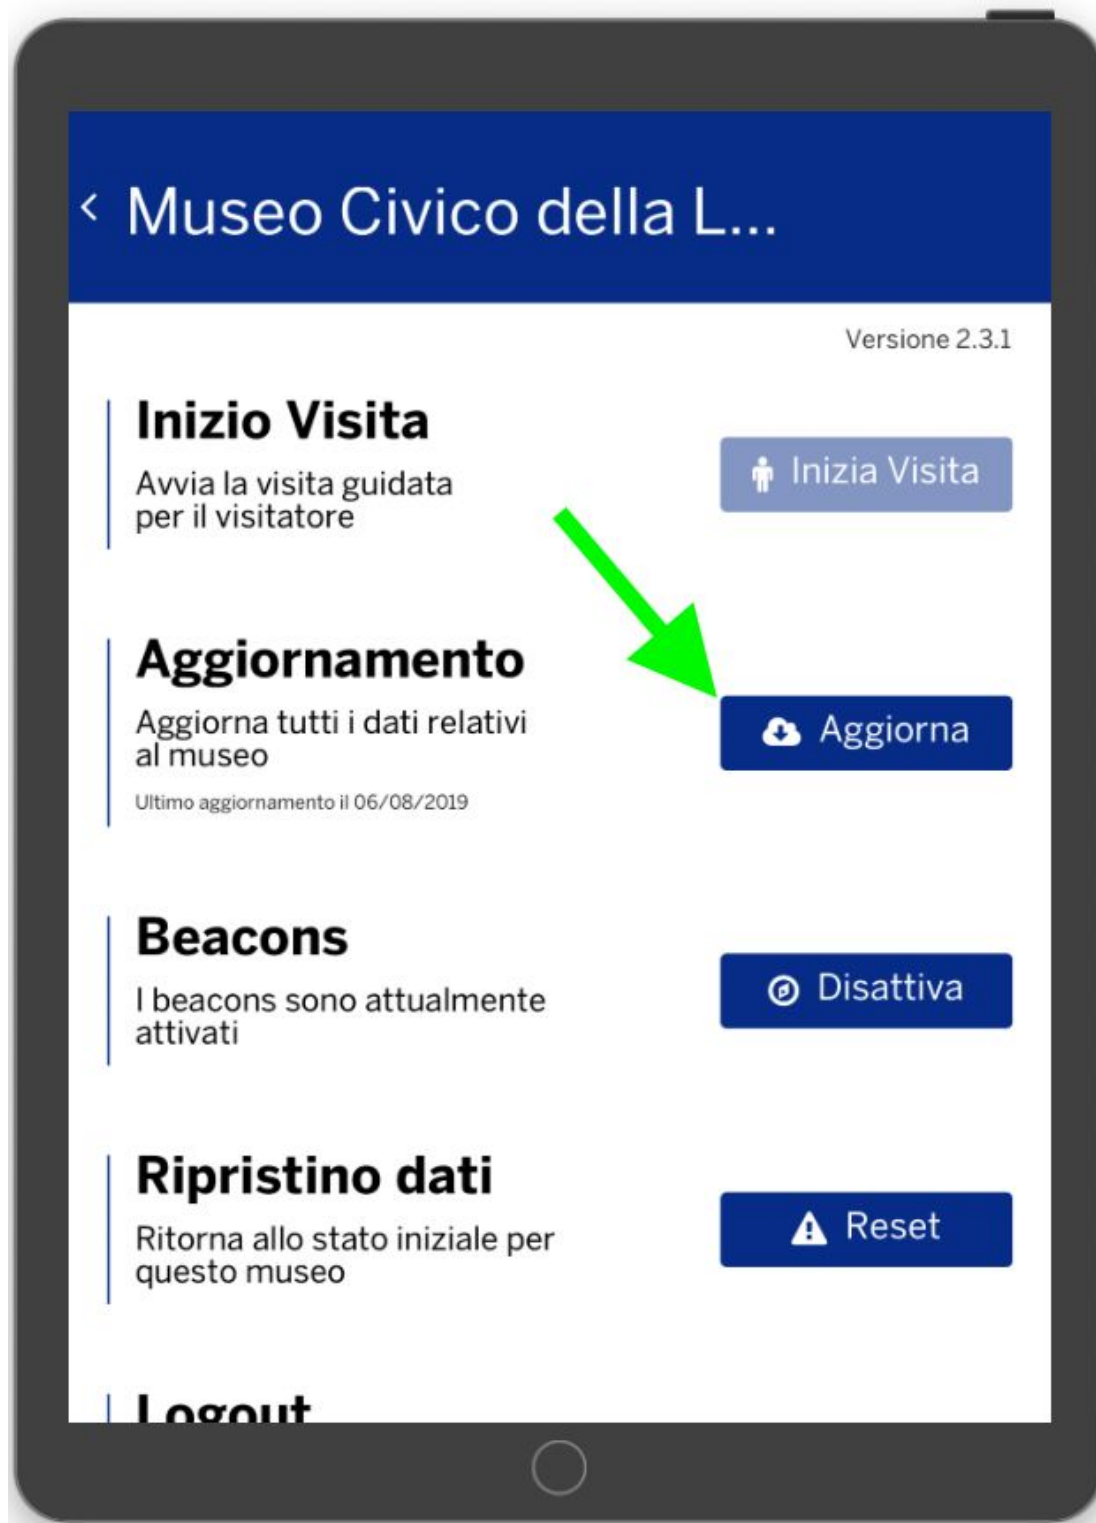 Museo Civico della L...
Versione 2.3.1
Inizio Visita
Avvia la visita guidata
per il visitatore
Inizia Visita
Aggiornamento
Aggiorna tutti i dati relativi
al museo
Ultimo aggiornamento il 06/08/2019
Aggiorna
Beacons
I beacons sono attualmente
attivati
Disattiva
Ripristino dati
Ritorna allo stato iniziale per
questo museo
Reset
Logout